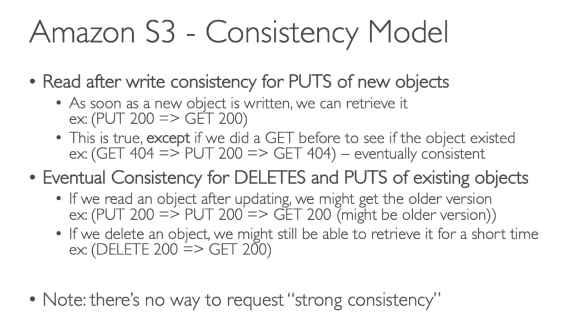 Amazon S3 - Consistency Model
• Read after write consistency for PUTS of new objects
• As soon as a new object is written, we can retrieve it
ex: (PUT 200 => GET 200)
• This is true, except if we did a GET before to see if the object existed
ex: (GET 404 => PUT 200 => GET 404) – eventually consistent
• Eventual Consistency for DELETES and PUTS of existing objects
• If we read an object after updating, we might get the older version
ex: (PUT 200 => PUT 200 => GET 200 (might be older version))
• If we delete an object, we might still be able to retrieve it for a short time
ex: (DELETE 200 => GET 200)
• Note: there's no way to request “strong consistency”